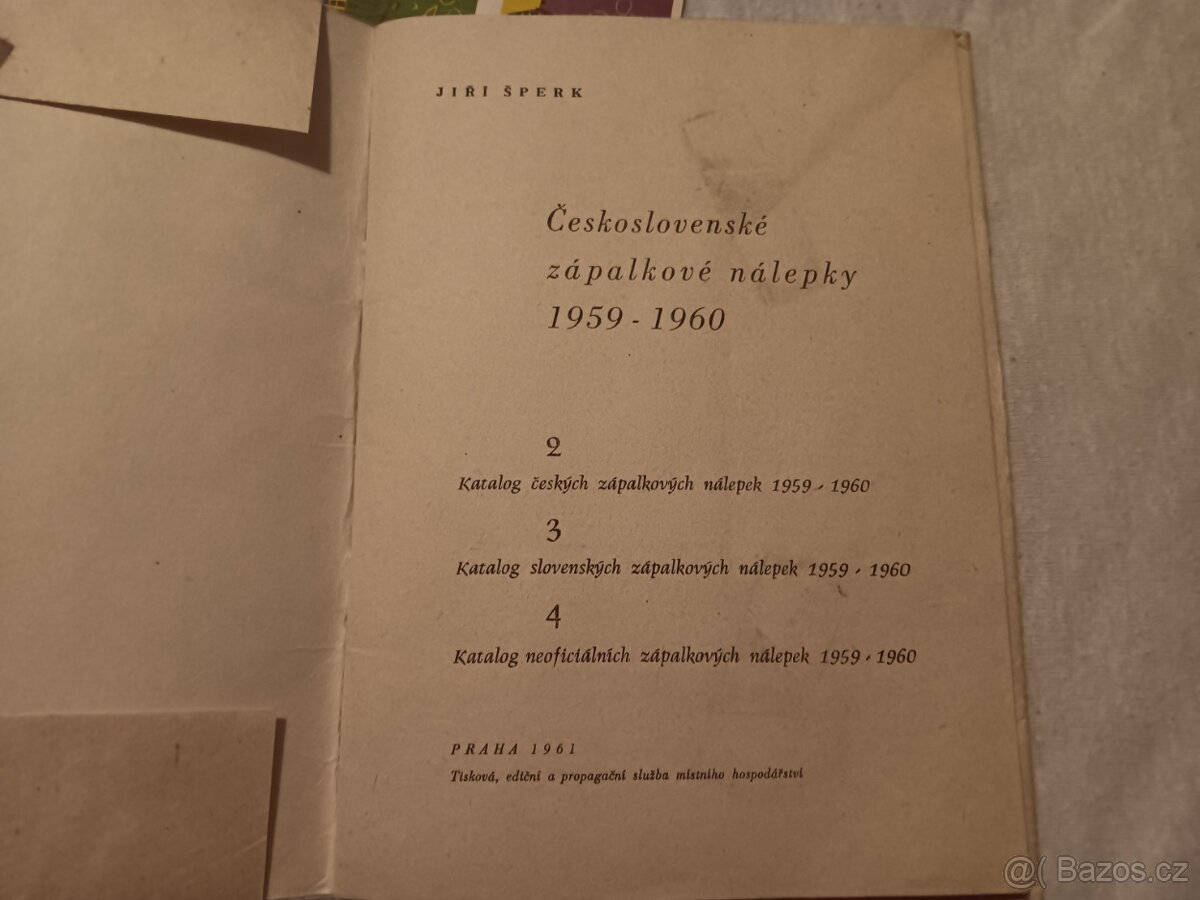 JIŘÍ ŠPERK
Československé
zápalkové nálepky
1959 - 1960
2
Katalog českých zápalkových nálepek 1959 - 1960
3
Katalog slovenských zápalkových nálepek 1959 - 1960
4
Katalog neoficiálních zápalkových nálepek 1959 - 1960
PRAHA 1961
Tisková, ediční a propagační služba místního hospodářství
@( Bazos.cz